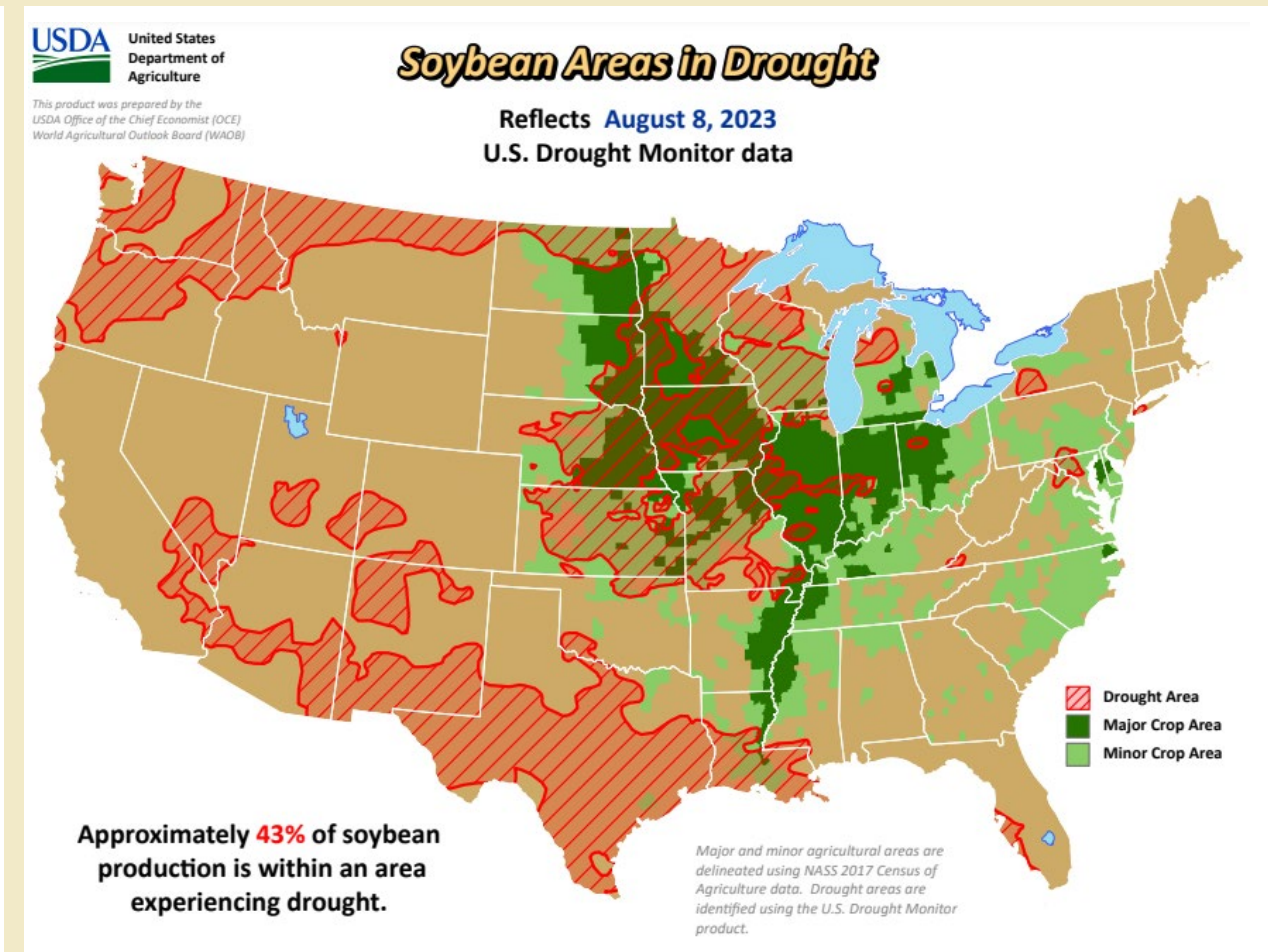 USDA
United States
Department of
Agriculture
This product was prepared by the
USDA Office of the Chief Economist (OCE)
World Agricultural Outlook Board (WAOB)
Soybean Areas in Drought
Reflects August 8, 2023
U.S. Drought Monitor data
Drought Area
Major Crop Area
Minor Crop Area
Approximately 43% of soybean
production is within an area
experiencing drought.
Major and minor agricultural areas are
delineated using NASS 2017 Census of
Agriculture data. Drought areas are
identified using the U.S. Drought Monitor
product.